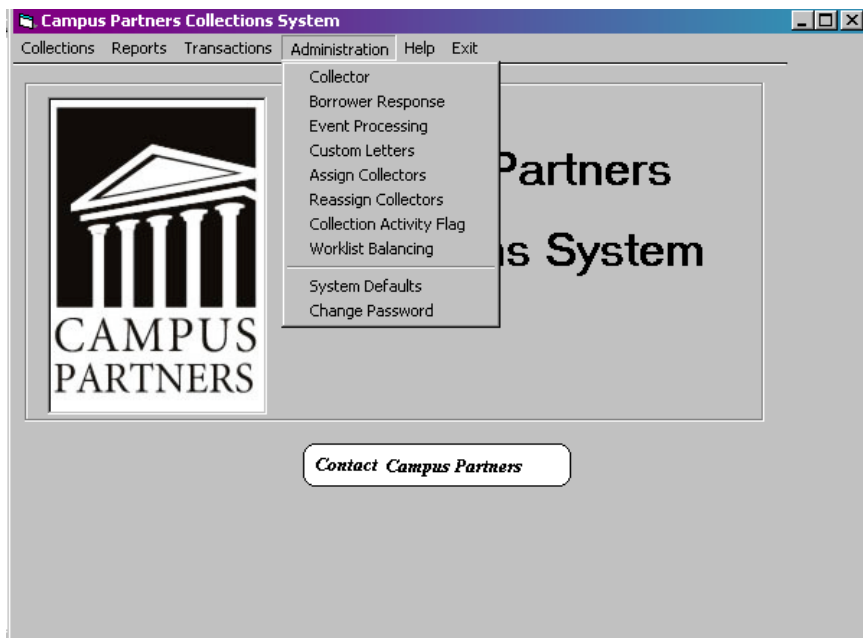 Campus Partners Collections System
Collections Reports Transactions Administration Help Exit
Collector
Borrower Response
Event Processing
Custom Letters
Assign Collectors
Reassign Collectors
Collection Activity Flag
Worklist Balancing
System Defaults
Change Password
Partners
System
CAMPUS
PARTNERS
Contact Campus Partners